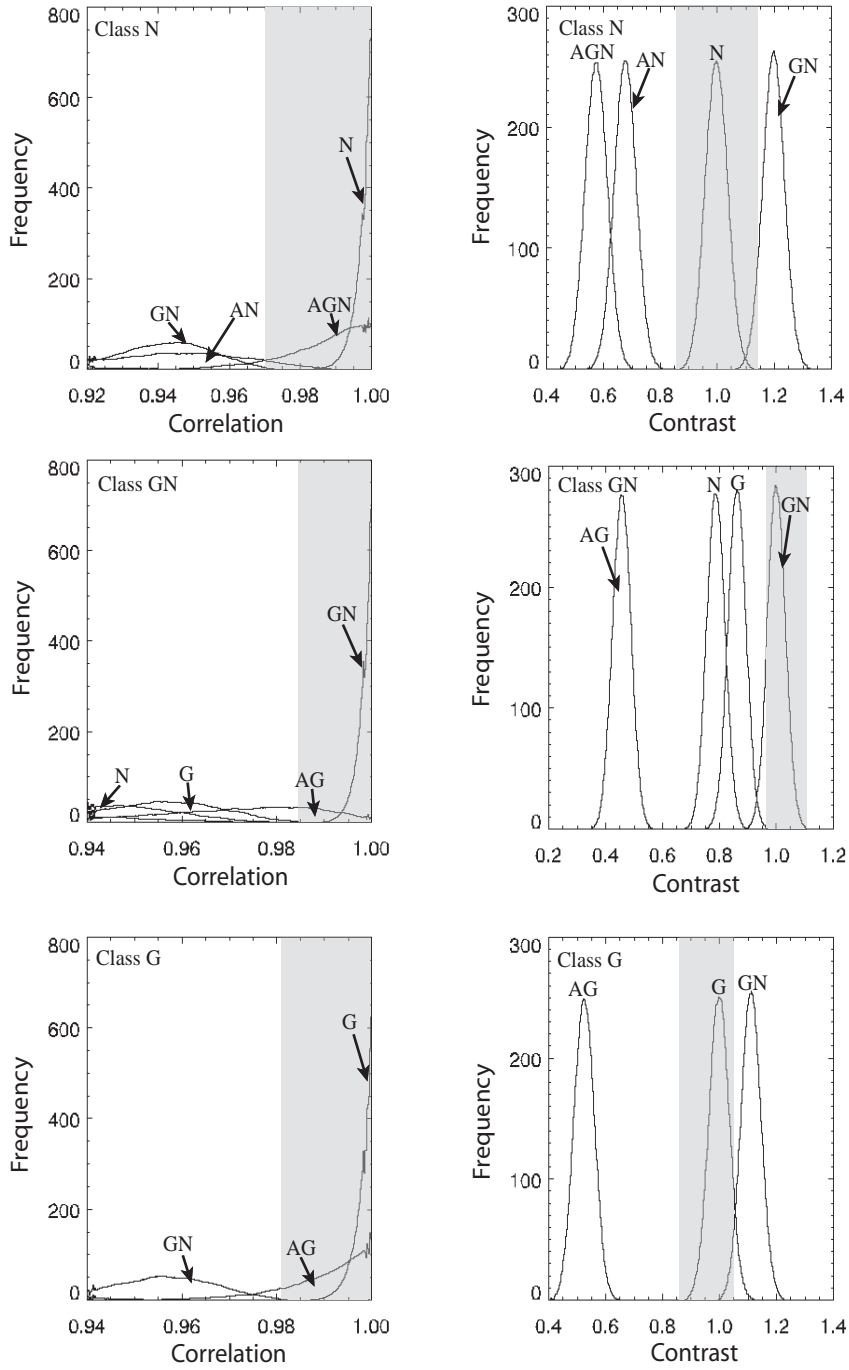 Class N
800
600
400
200
0
Frequency
N
GN
AN
AGN
0.92 0.94 0.96 0.98 1.00
Correlation
Class N
300
200
100
0
Frequency
AGN
AN
N
GN
0.4 0.6 0.8 1.0 1.2 1.4
Contrast
Class GN
800
600
400
200
0
Frequency
GN
N
G
AG
0.94 0.96 0.98 1.00
Correlation
Class GN
300
200
100
0
Frequency
N G
GN
AG
0.2 0.4 0.6 0.8 1.0 1.2
Contrast
Class G
800
600
400
200
0
Frequency
G
GN
AG
0.94 0.96 0.98 1.00
Correlation
Class G
300
200
100
0
Frequency
AG
G GN
0.4 0.6 0.8 1.0 1.2 1.4
Contrast